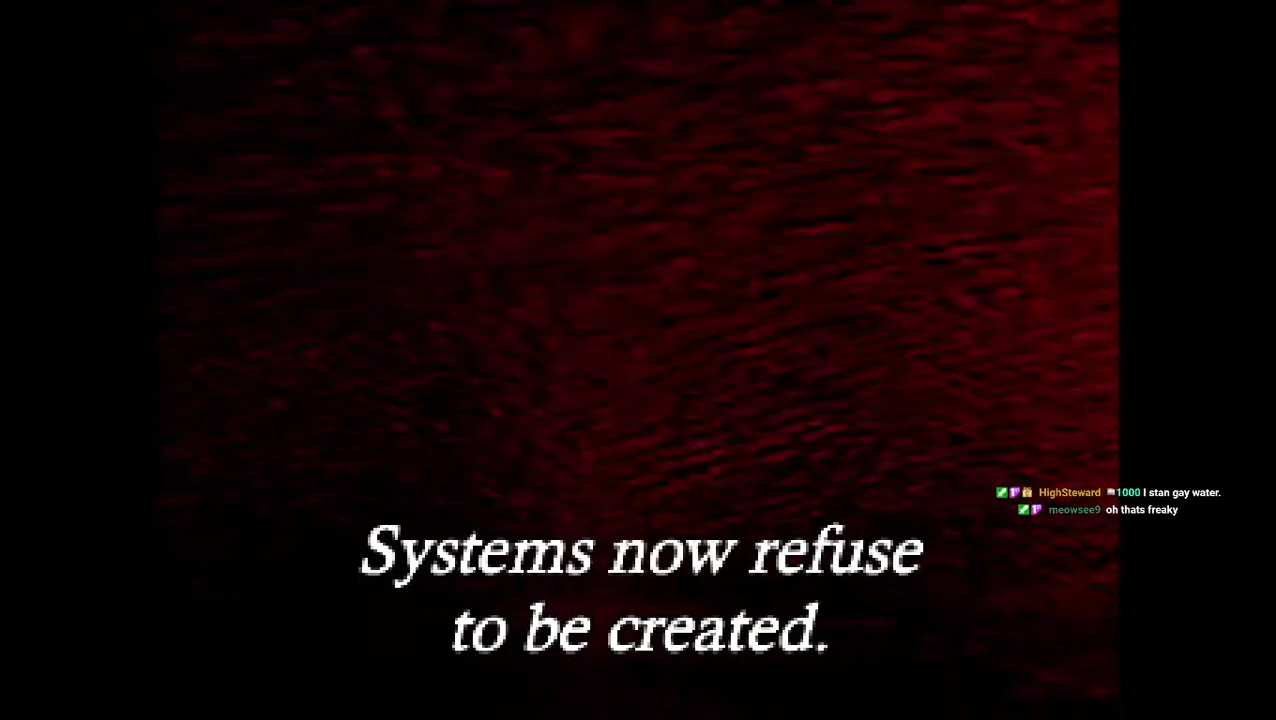 HighSteward 1000 I stan gay water.
meowsee9 oh thats freaky
Systems now refuse
to be created.